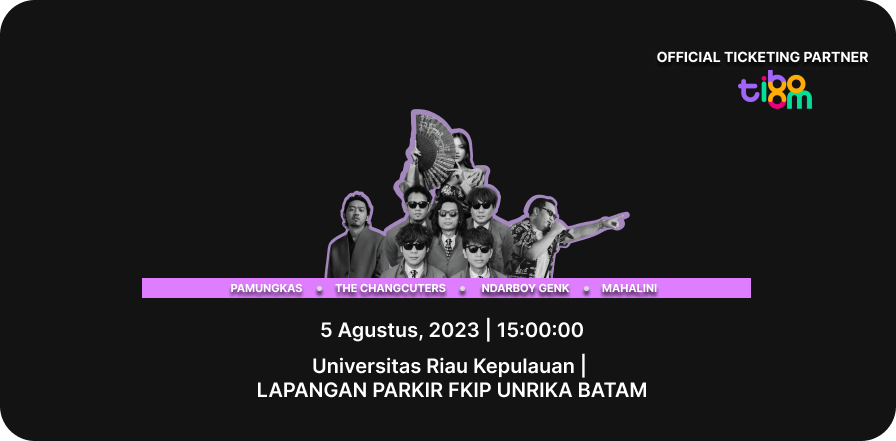 OFFICIAL TICKETING PARTNER
tiboom
PAMUNGKAS • THE CHANGCUTERS • NDARBOY GENK • MAHALINI
5 Agustus, 2023 | 15:00:00
Universitas Riau Kepulauan |
LAPANGAN PARKIR FKIP UNRIKA BATAM